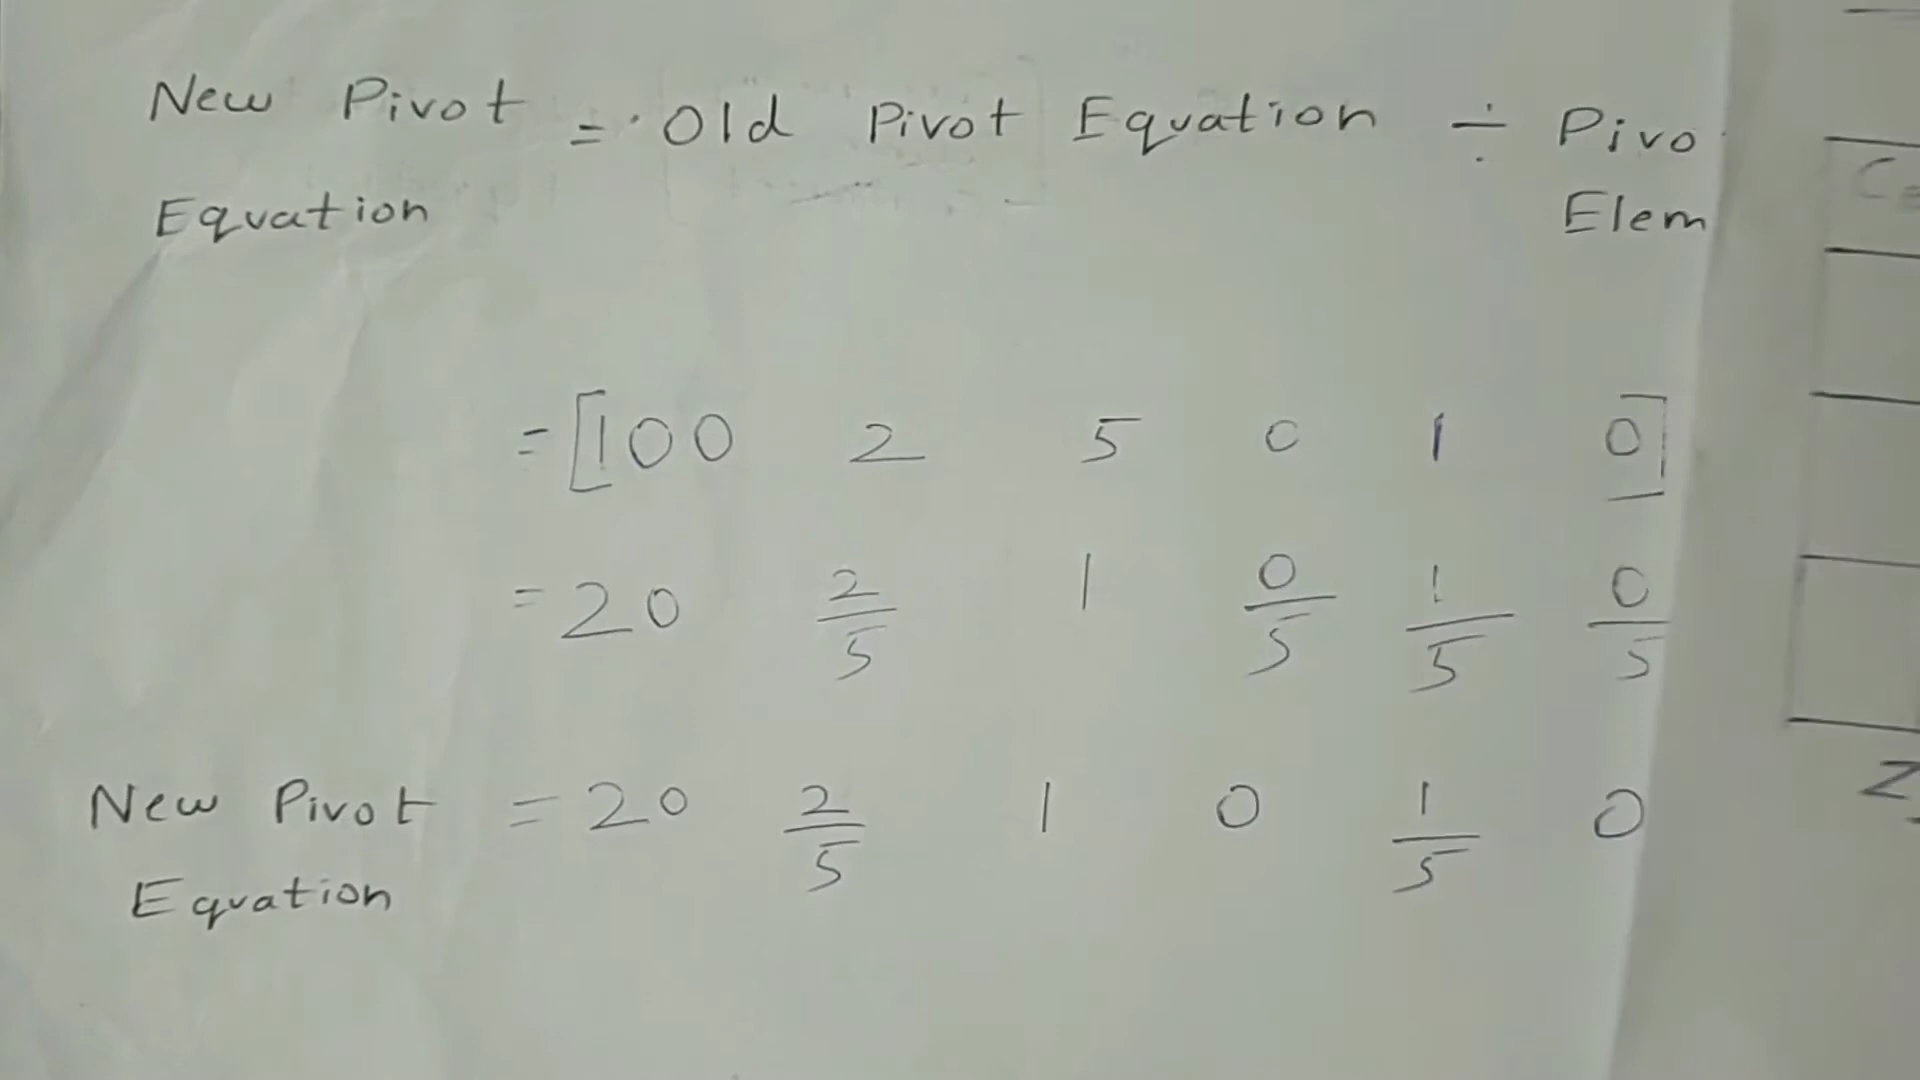 New Pivot = Old Pivot Equation ÷ Pivo
Equation Elem
= [100 2 5 0 1 0]
= 20 2/5 1 0/5 1/5 0/5
New Pivot = 20 2/5 1 0 1/5 0
Equation
Z